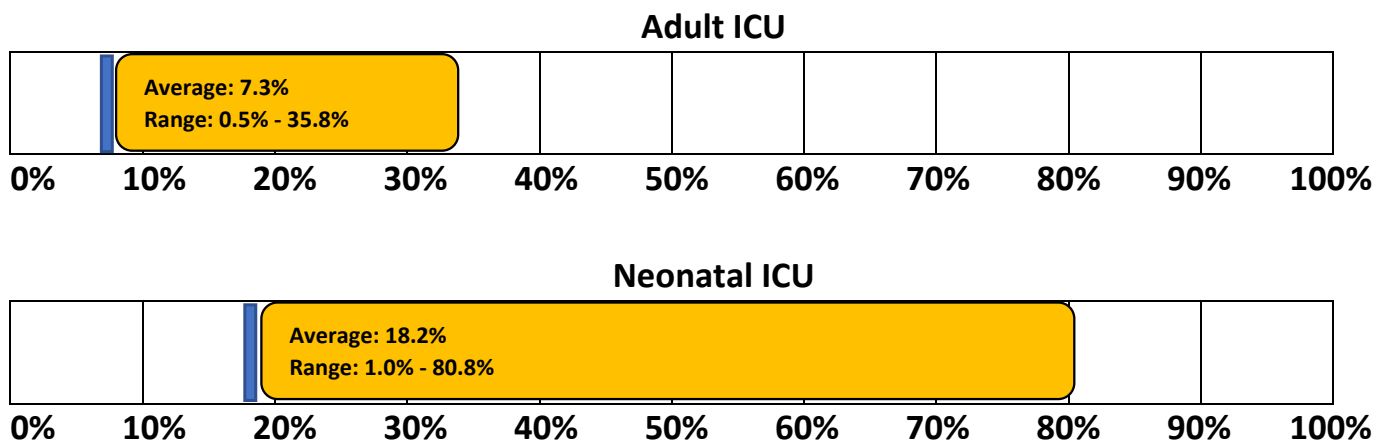 Adult ICU
Average: 7.3%
Range: 0.5% - 35.8%
0% 10% 20% 30% 40% 50% 60% 70% 80% 90% 100%
Neonatal ICU
Average: 18.2%
Range: 1.0% - 80.8%
0% 10% 20% 30% 40% 50% 60% 70% 80% 90% 100%